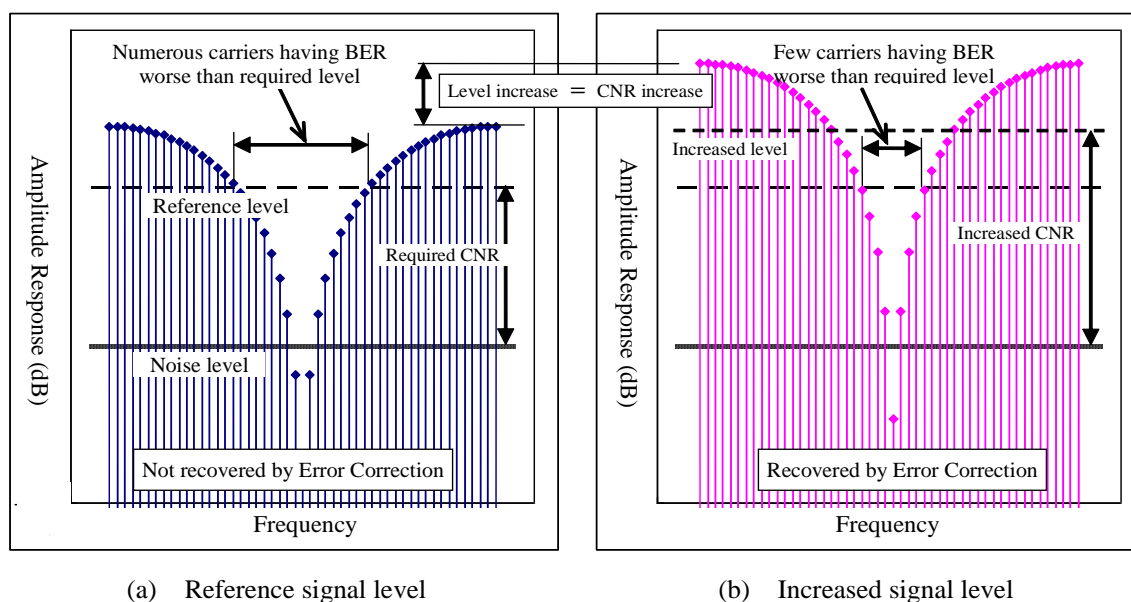 Numerous carriers having BER
worse than required level
Level increase = CNR increase
Reference level
Required CNR
Noise level
Not recovered by Error Correction
Amplitude Response (dB)
Frequency
(a) Reference signal level
Few carriers having BER
worse than required level
Increased level
Increased CNR
Recovered by Error Correction
Amplitude Response (dB)
Frequency
(b) Increased signal level